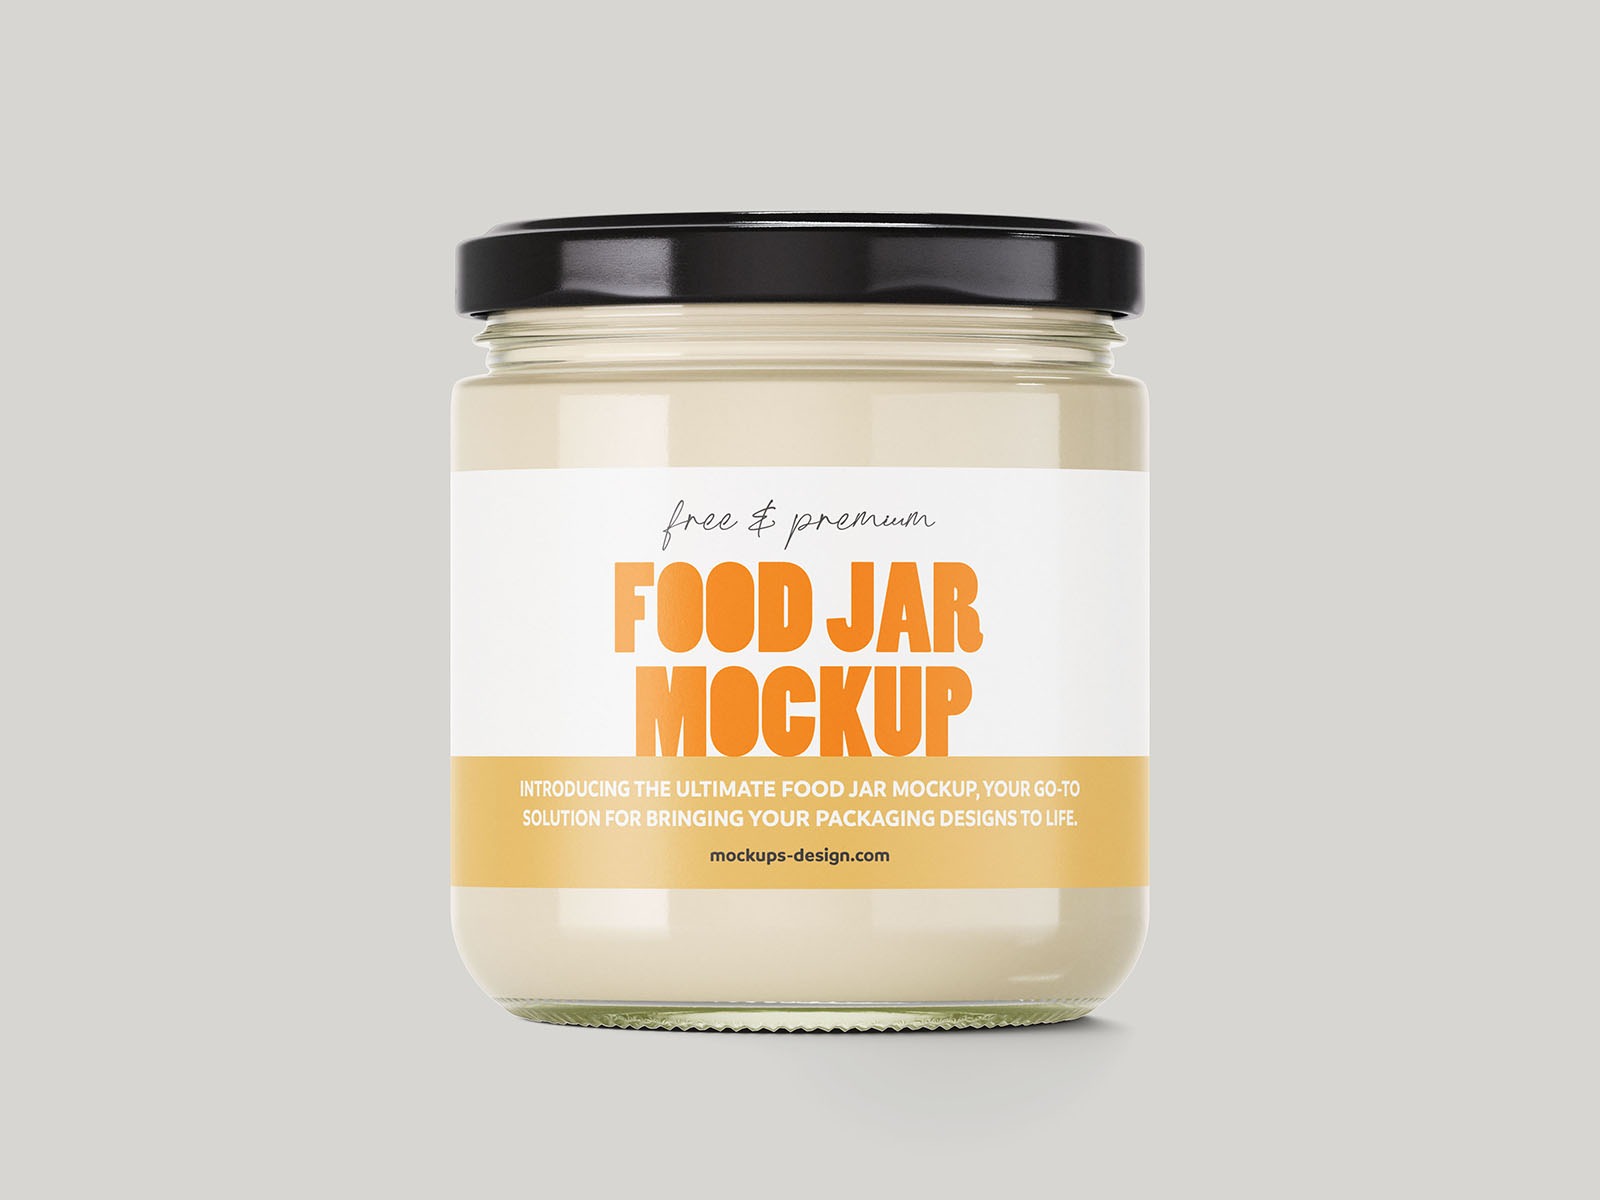 free & premium
FOOD JAR
MOCKUP
INTRODUCING THE ULTIMATE FOOD JAR MOCKUP, YOUR GO-TO
SOLUTION FOR BRINGING YOUR PACKAGING DESIGNS TO LIFE.
mockups-design.com